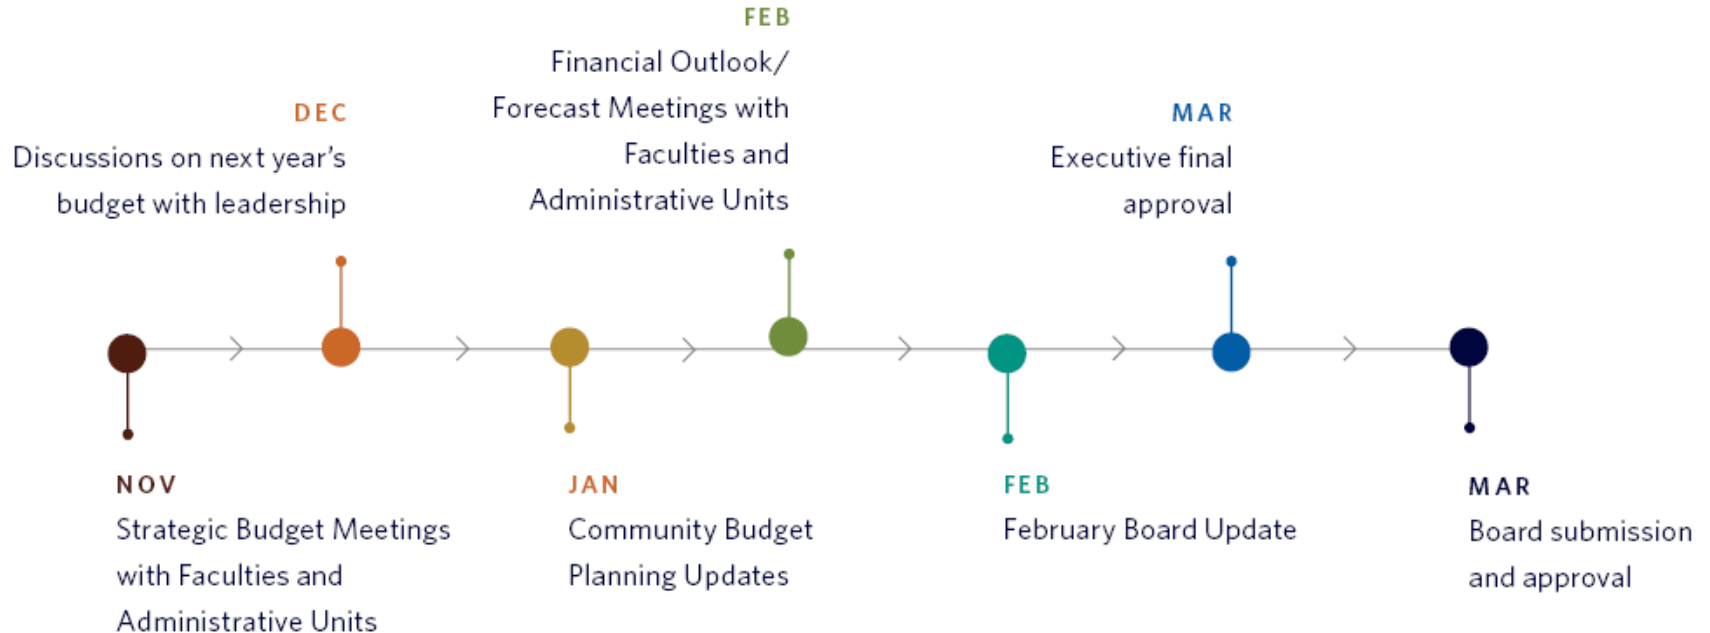 NOV
Strategic Budget Meetings
with Faculties and
Administrative Units
DEC
Discussions on next year’s
budget with leadership
JAN
Community Budget
Planning Updates
FEB
Financial Outlook/
Forecast Meetings with
Faculties and
Administrative Units
FEB
February Board Update
MAR
Executive final
approval
MAR
Board submission
and approval